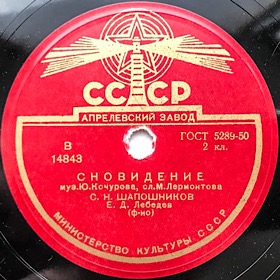 СССР
АПРЕЛЕВСКИЙ ЗАВОД
В
14843
ГОСТ 5289-50
2 кл.
СНОВИДЕНИЕ
муз.Ю.Кочурова, сл.М.Лермонтова
С. Н. ШАПОШНИКОВ
Е. Д. Лебедев
(ф-но)
МИНИСТЕРСТВО КУЛЬТУРЫ СССР